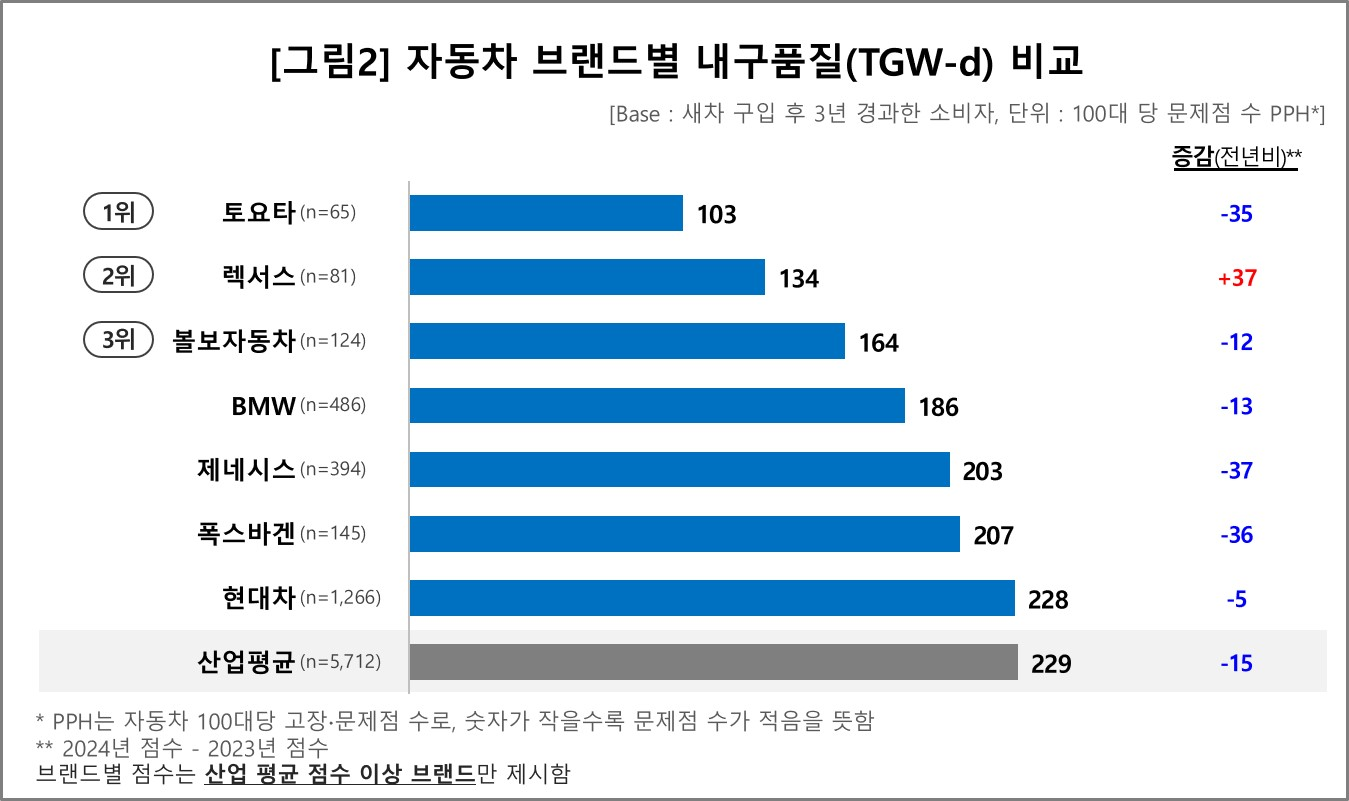 [그림2] 자동차 브랜드별 내구품질(TGW-d) 비교
[Base : 새차 구입 후 3년 경과한 소비자, 단위 : 100대 당 문제점 수 PPH*]
증감(전년비)**
1위 토요타 (n=65) 103 -35
2위 렉서스 (n=81) 134 +37
3위 볼보자동차 (n=124) 164 -12
BMW (n=486) 186 -13
제네시스 (n=394) 203 -37
폭스바겐 (n=145) 207 -36
현대차 (n=1,266) 228 -5
산업평균 (n=5,712) 229 -15
* PPH는 자동차 100대당 고장·문제점 수로, 숫자가 작을수록 문제점 수가 적음을 뜻함
** 2024년 점수 - 2023년 점수
브랜드별 점수는 산업 평균 점수 이상 브랜드만 제시함